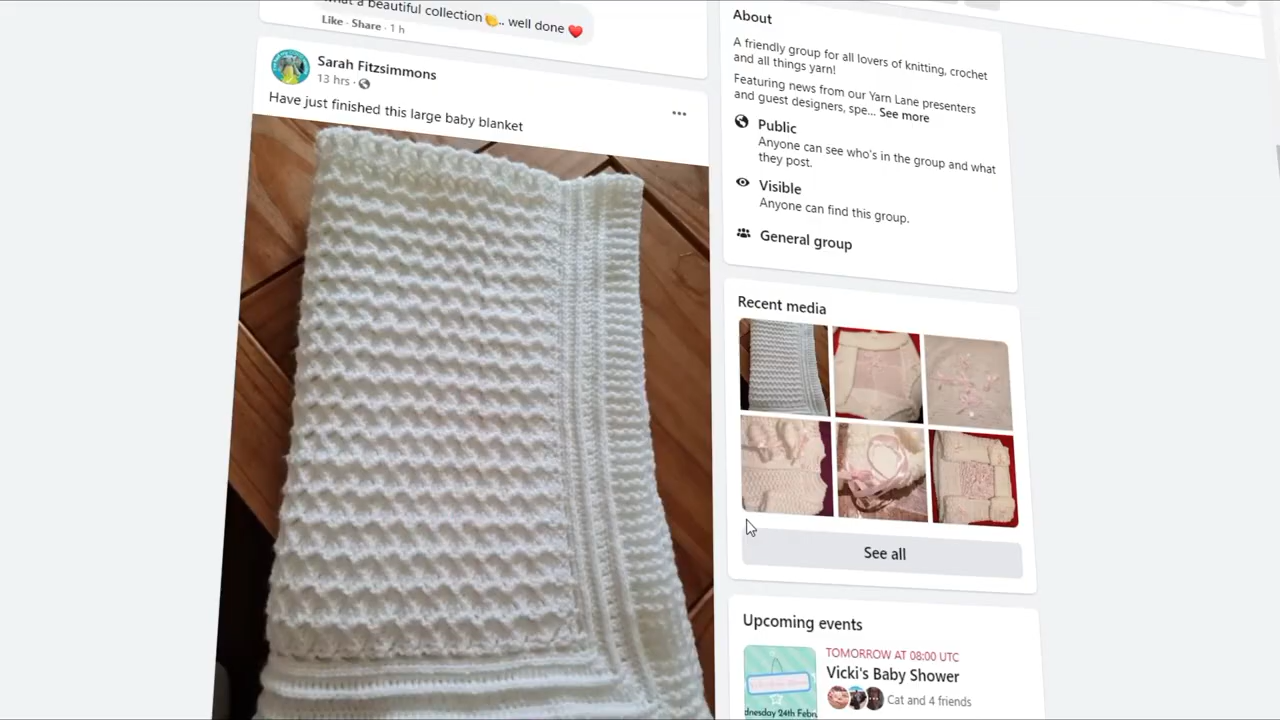 a beautiful collection👏.. well done ❤️
Like · Share · 1 h
Sarah Fitzsimmons
13 hrs ·
Have just finished this large baby blanket
About
A friendly group for all lovers of knitting, crochet
and all things yarn!
Featuring news from our Yarn Lane presenters
and guest designers, spe... See more
Public
Anyone can see who's in the group and what
they post.
Visible
Anyone can find this group.
General group
Recent media
See all
Upcoming events
TOMORROW AT 08:00 UTC
Vicki's Baby Shower
Cat and 4 friends
24th